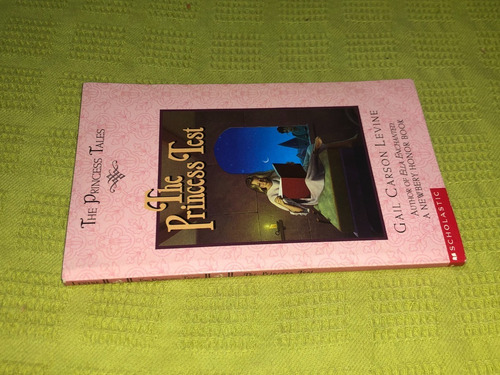 THE PRINCESS TALES
The
Princess Test
GAIL CARSON LEVINE
AUTHOR OF ELLA ENCHANTED,
A NEWBERY HONOR BOOK
SCHOLASTIC